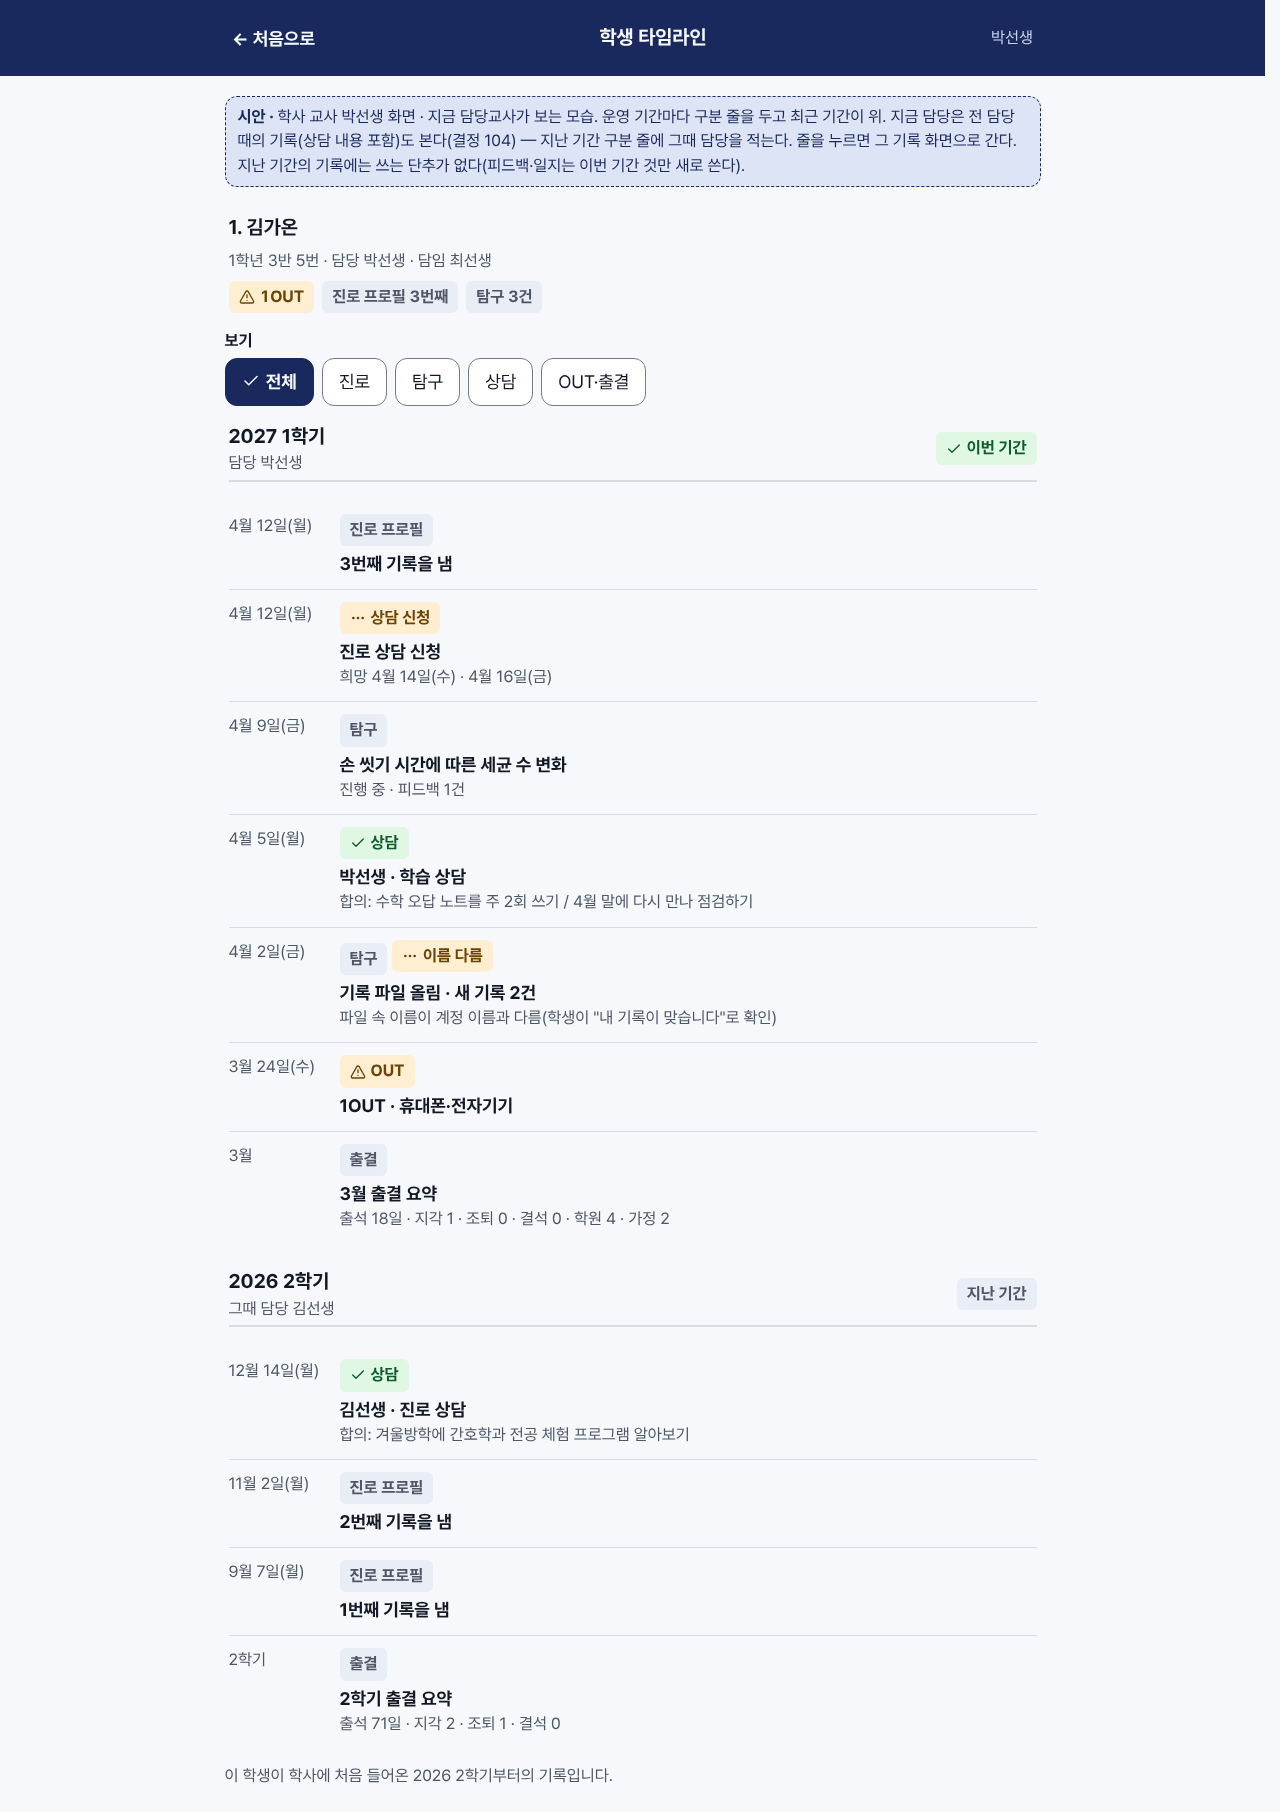 ← 처음으로
학생 타임라인
박선생
시안 · 학사 교사 박선생 화면 · 지금 담당교사가 보는 모습. 운영 기간마다 구분 줄을 두고 최근 기간이 위. 지금 담당은 전 담당
때의 기록(상담 내용 포함)도 본다(결정 104) — 지난 기간 구분 줄에 그때 담당을 적는다. 줄을 누르면 그 기록 화면으로 간다.
지난 기간의 기록에는 쓰는 단추가 없다(피드백·일지는 이번 기간 것만 새로 쓴다).
1. 김가온
1학년 3반 5번 · 담당 박선생 · 담임 최선생
1OUT
진로 프로필 3번째
탐구 3건
보기
전체
진로
탐구
상담
OUT·출결
2027 1학기
담당 박선생
이번 기간
4월 12일(월)
진로 프로필
3번째 기록을 냄
4월 12일(월)
··· 상담 신청
진로 상담 신청
희망 4월 14일(수) · 4월 16일(금)
4월 9일(금)
탐구
손 씻기 시간에 따른 세균 수 변화
진행 중 · 피드백 1건
4월 5일(월)
상담
박선생 · 학습 상담
합의: 수학 오답 노트를 주 2회 쓰기 / 4월 말에 다시 만나 점검하기
4월 2일(금)
탐구
··· 이름 다름
기록 파일 올림 · 새 기록 2건
파일 속 이름이 계정 이름과 다름(학생이 "내 기록이 맞습니다"로 확인)
3월 24일(수)
OUT
1OUT · 휴대폰·전자기기
3월
출결
3월 출결 요약
출석 18일 · 지각 1 · 조퇴 0 · 결석 0 · 학원 4 · 가정 2
2026 2학기
그때 담당 김선생
지난 기간
12월 14일(월)
상담
김선생 · 진로 상담
합의: 겨울방학에 간호학과 전공 체험 프로그램 알아보기
11월 2일(월)
진로 프로필
2번째 기록을 냄
9월 7일(월)
진로 프로필
1번째 기록을 냄
2학기
출결
2학기 출결 요약
출석 71일 · 지각 2 · 조퇴 1 · 결석 0
이 학생이 학사에 처음 들어온 2026 2학기부터의 기록입니다.